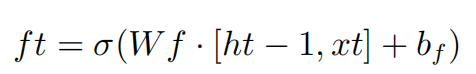 ft = σ(Wf · [ht − 1, xt] + b_f)